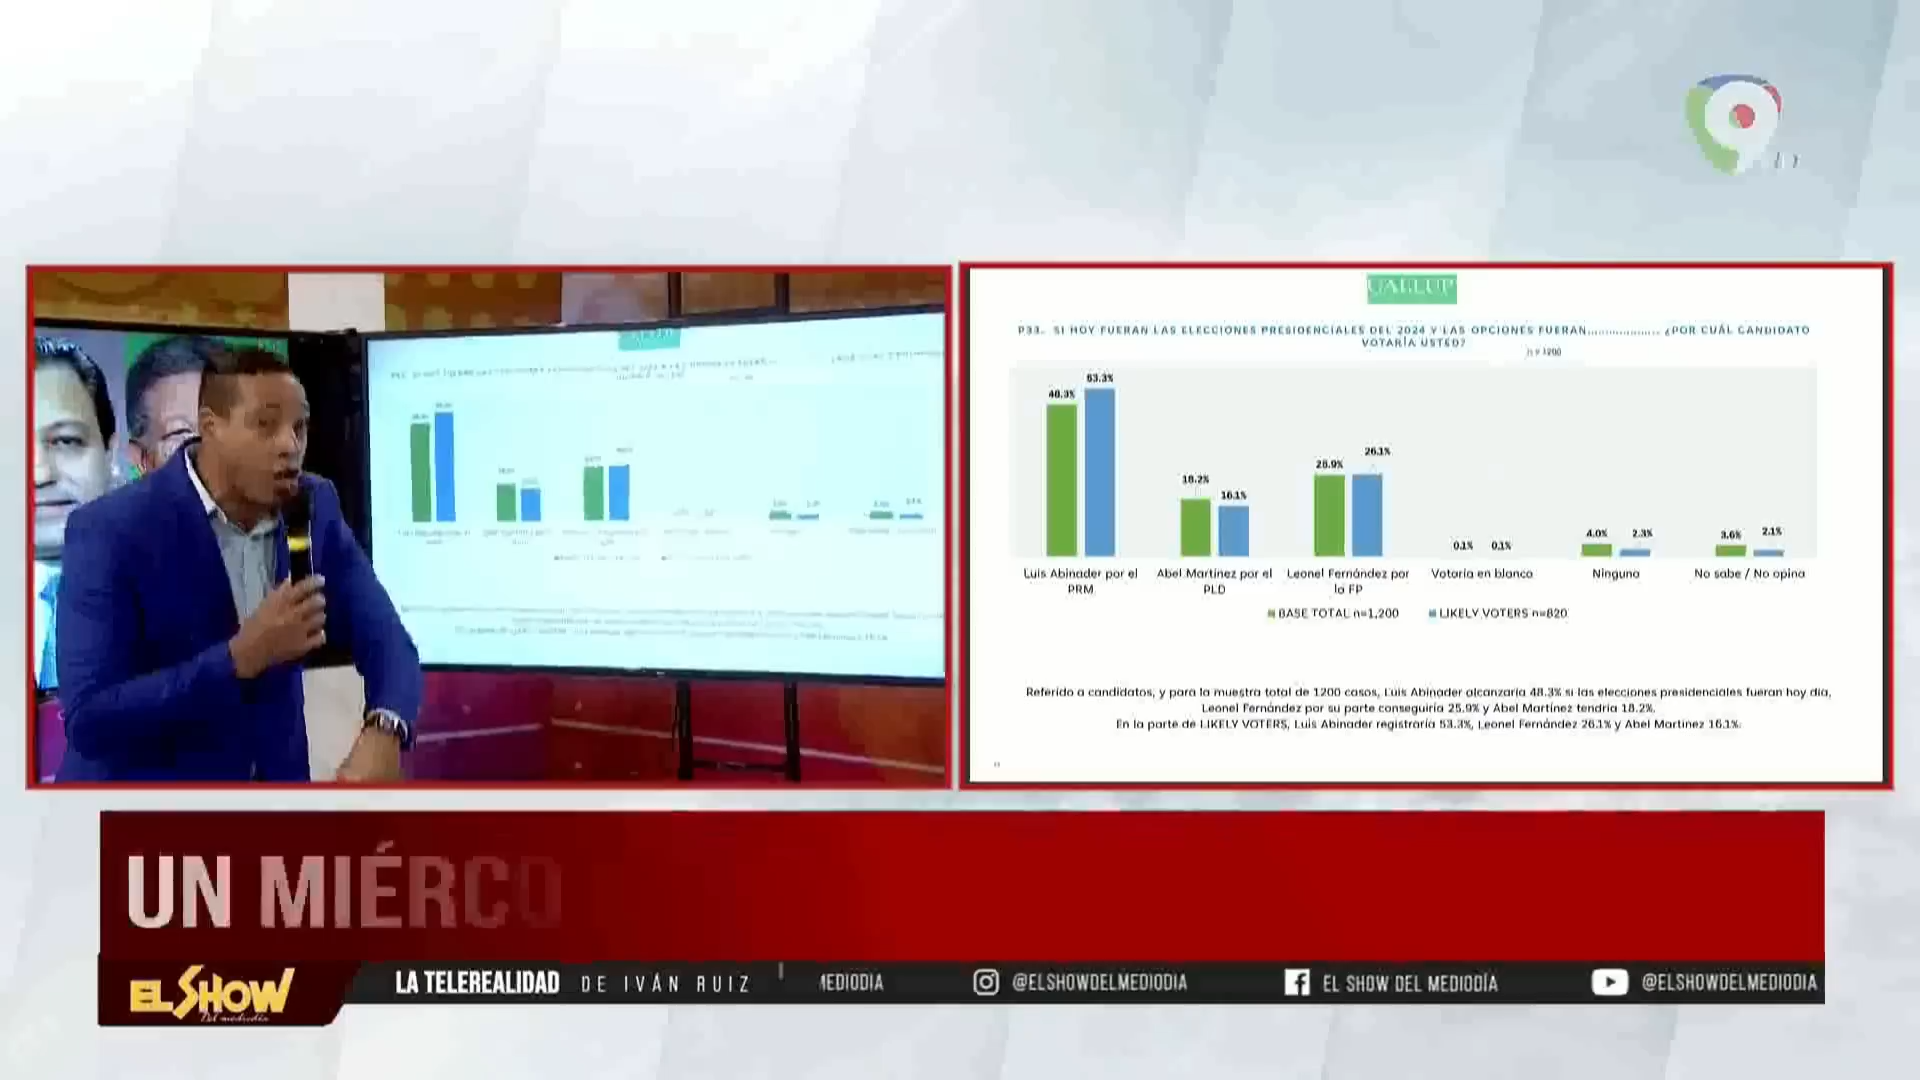 GALLUP
P33. SI HOY FUERAN LAS ELECCIONES PRESIDENCIALES DEL 2024 Y LAS OPCIONES FUERAN.................. ¿POR CUÁL CANDIDATO
VOTARÍA USTED?
n = 1200
48.3%
53.3%
18.2%
16.1%
25.9%
26.1%
0.1%
0.1%
4.0%
2.3%
3.6%
2.1%
Luis Abinader por el
PRM
Abel Martínez por el
PLD
Leonel Fernández por
la FP
Votaría en blanco
Ninguno
No sabe / No opina
BASE TOTAL n=1,200
LIKELY VOTERS n=820
Referido a candidatos, y para la muestra total de 1200 casos, Luis Abinader alcanzaría 48.3% si las elecciones presidenciales fueran hoy día,
Leonel Fernández por su parte conseguiría 25.9% y Abel Martínez tendría 18.2%.
En la parte de LIKELY VOTERS, Luis Abinader registraría 53.3%, Leonel Fernández 26.1% y Abel Martínez 16.1%.
UN MIÉRCO
EL SHOW
Del mediodía
LA TELEREALIDAD DE IVÁN RUIZ
MEDIODIA
@ELSHOWDELMEDIODIA
EL SHOW DEL MEDIODÍA
@ELSHOWDELMEDIODIA